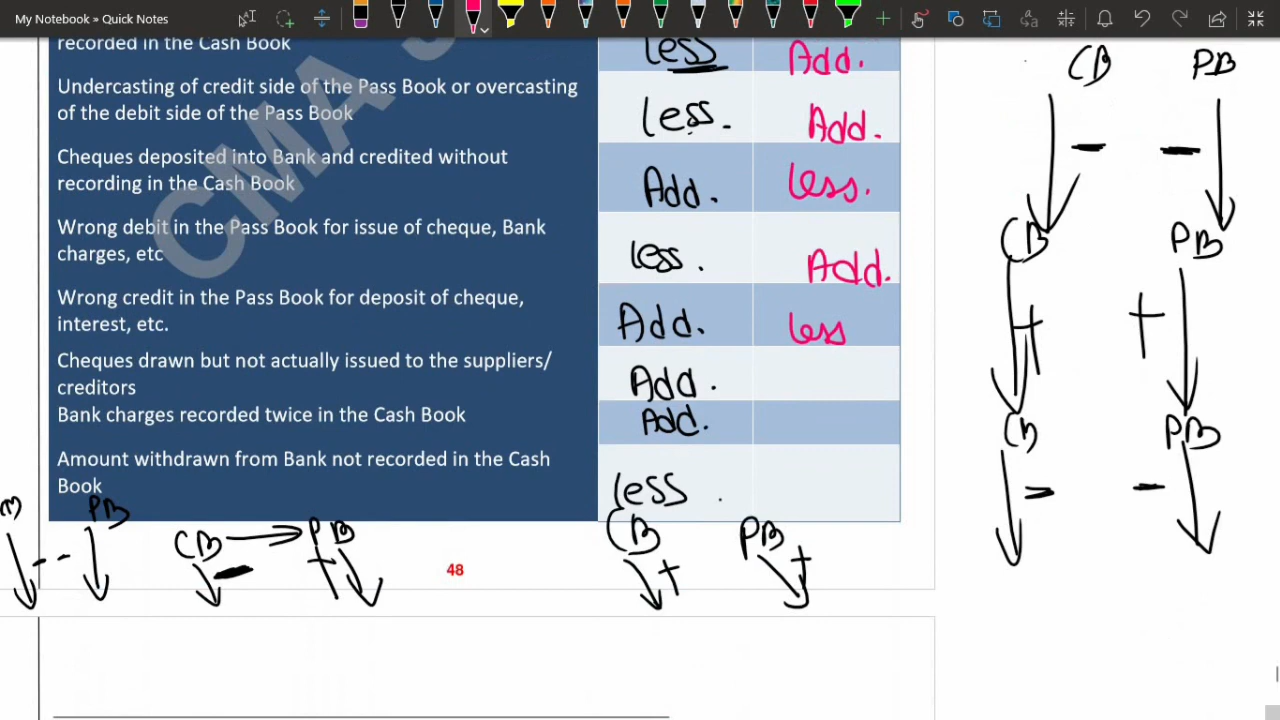 My Notebook » Quick Notes
CB PB
recorded in the Cash Book less Add.
Undercasting of credit side of the Pass Book or overcasting
of the debit side of the Pass Book less. Add.
Cheques deposited into Bank and credited without
recording in the Cash Book Add. less.
Wrong debit in the Pass Book for issue of cheque, Bank
charges, etc less. Add.
CB PB
Wrong credit in the Pass Book for deposit of cheque,
interest, etc. Add. less
Cheques drawn but not actually issued to the suppliers/
creditors Add.
Bank charges recorded twice in the Cash Book Add.
CB PB
Amount withdrawn from Bank not recorded in the Cash
Book less.
PB CB PB CB PB
- - - + + +
48
CMA